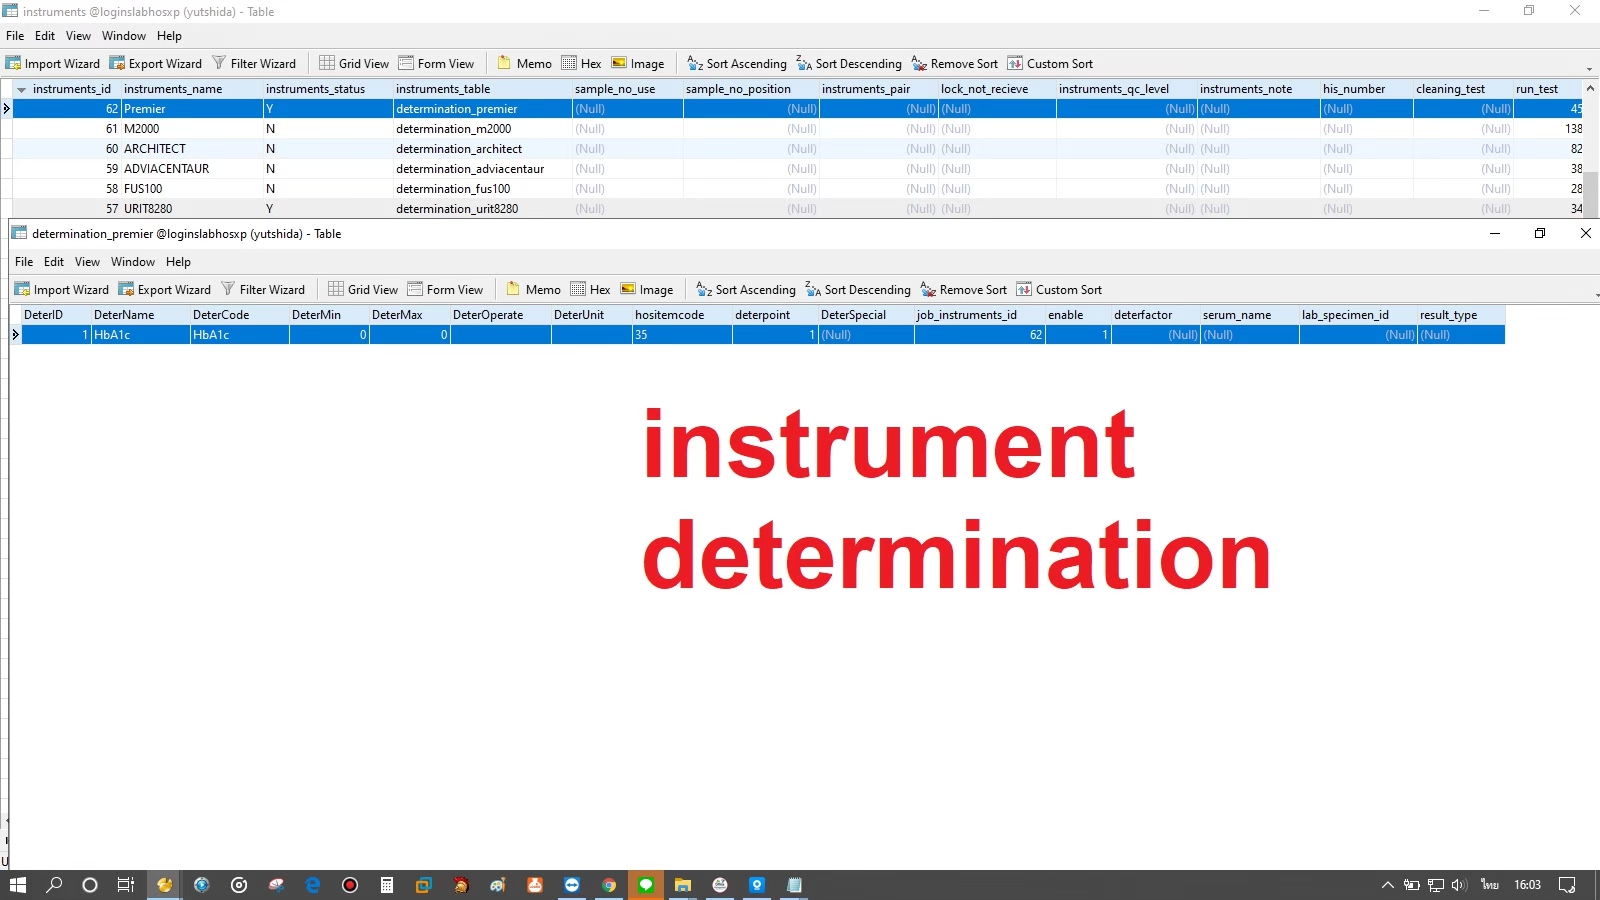 instruments @loginslabhosxp (yutshida) - Table
File Edit View Window Help
Import Wizard Export Wizard Filter Wizard Grid View Form View Memo Hex Image Sort Ascending Sort Descending Remove Sort Custom Sort
instruments_id instruments_name instruments_status instruments_table sample_no_use sample_no_position instruments_pair lock_not_recieve instruments_qc_level instruments_note his_number cleaning_test run_test
62 Premier Y determination_premier (Null) (Null) (Null) (Null) (Null) (Null) (Null) (Null) 45
61 M2000 N determination_m2000 (Null) (Null) (Null) (Null) (Null) (Null) (Null) (Null) 138
60 ARCHITECT N determination_architect (Null) (Null) (Null) (Null) (Null) (Null) (Null) (Null) 82
59 ADVIACENTAUR N determination_adviacentaur (Null) (Null) (Null) (Null) (Null) (Null) (Null) (Null) 38
58 FUS100 N determination_fus100 (Null) (Null) (Null) (Null) (Null) (Null) (Null) (Null) 28
57 URIT8280 Y determination_urit8280 (Null) (Null) (Null) (Null) (Null) (Null) (Null) (Null) 34
determination_premier @loginslabhosxp (yutshida) - Table
File Edit View Window Help
Import Wizard Export Wizard Filter Wizard Grid View Form View Memo Hex Image Sort Ascending Sort Descending Remove Sort Custom Sort
DeterID DeterName DeterCode DeterMin DeterMax DeterOperate DeterUnit hositemcode deterpoint DeterSpecial job_instruments_id enable deterfactor serum_name lab_specimen_id result_type
1 HbA1c HbA1c 0 0 35 1 (Null) 62 1 (Null) (Null) (Null) (Null)
instrument
determination
U
ไทย 16:03